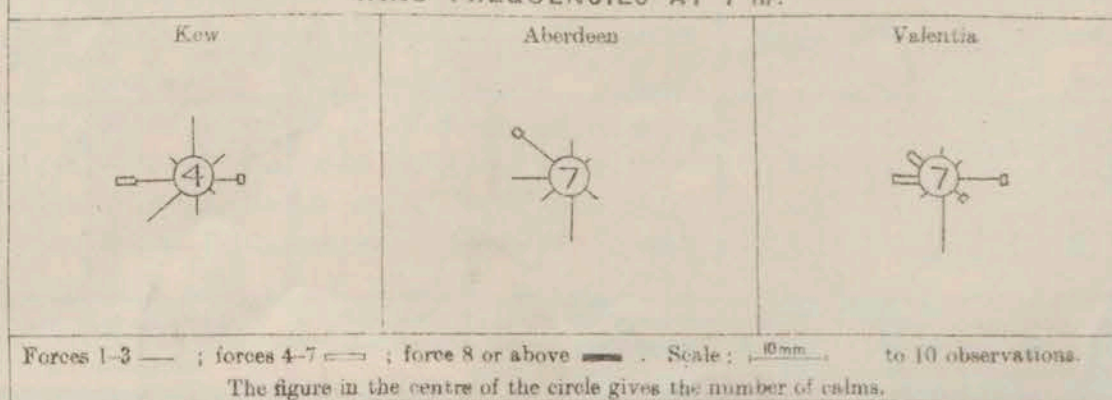 Kew Aberdeen Valentia
4 7 7
Forces 1–3 — ; forces 4–7 ; force 8 or above . Scale: 10mm to 10 observations.
The figure in the centre of the circle gives the number of calms.